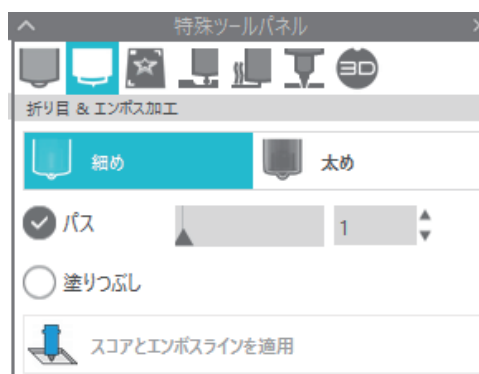 特殊ツールパネル
3D
折り目 & エンボス加工
細め 太め
パス 1
塗りつぶし
スコアとエンボスラインを適用